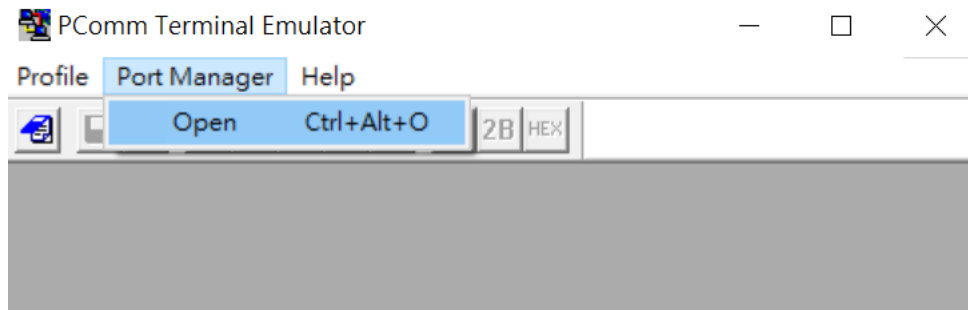 PComm Terminal Emulator
Profile Port Manager Help
Open Ctrl+Alt+O
2B HEX